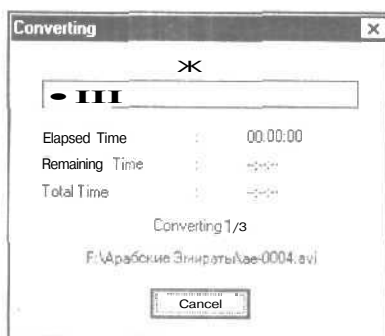 Converting
Ж
• III
Elapsed Time : 00:00:00
Remaining Time : --:--:--
Total Time : --:--:--
Converting 1/3
F:\Арабские Эмираты\ae-0004.avi
Cancel